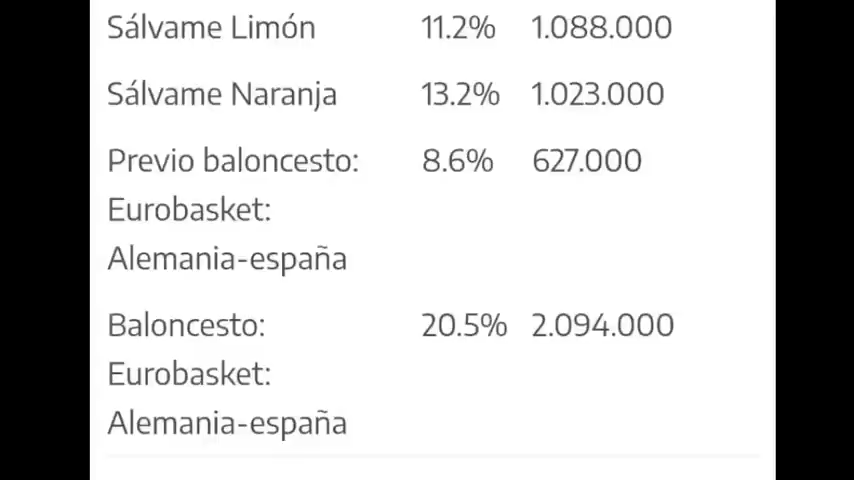 Sálvame Limón 11.2% 1.088.000
Sálvame Naranja 13.2% 1.023.000
Previo baloncesto: 8.6% 627.000
Eurobasket:
Alemania-españa
Baloncesto: 20.5% 2.094.000
Eurobasket:
Alemania-españa